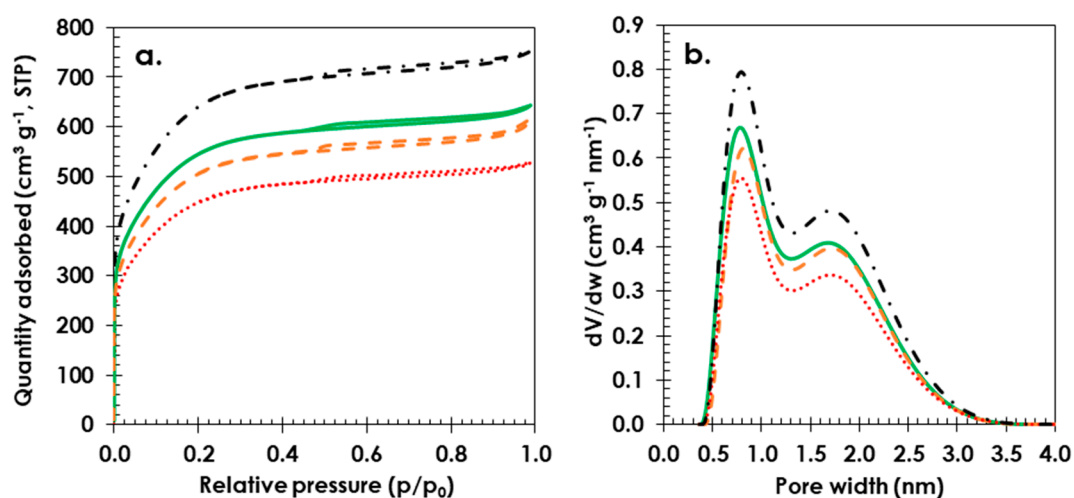 a.
800
700
600
500
400
300
200
100
0
Quantity adsorbed (cm³ g⁻¹, STP)
0.0 0.2 0.4 0.6 0.8 1.0
Relative pressure (p/p₀)
b.
0.9
0.8
0.7
0.6
0.5
0.4
0.3
0.2
0.1
0.0
dV/dw (cm³ g⁻¹ nm⁻¹)
0.0 0.5 1.0 1.5 2.0 2.5 3.0 3.5 4.0
Pore width (nm)